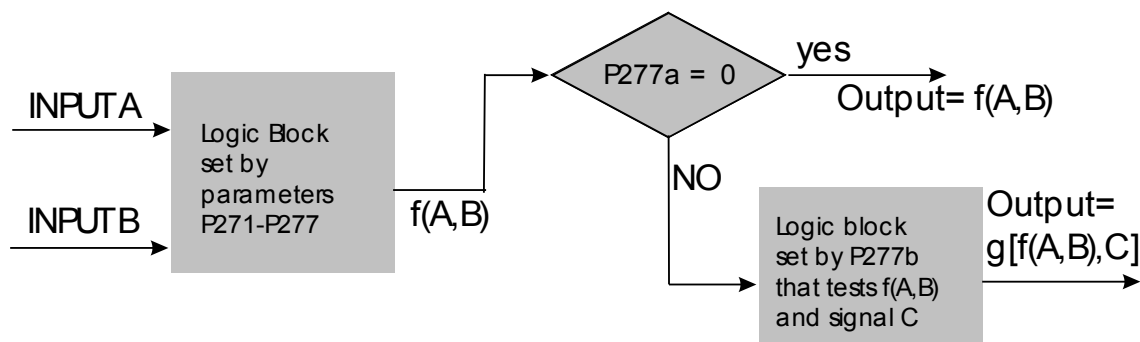 INPUT A
INPUT B
Logic Block
set by
parameters
P271-P277
f(A,B)
P277a = 0
yes
Output= f(A,B)
NO
Logic block
set by P277b
that tests f(A,B)
and signal C
Output=
g[f(A,B),C]